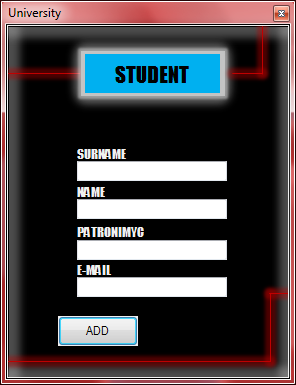 University
STUDENT
SURNAME
NAME
PATRONIMYC
E-MAIL
ADD